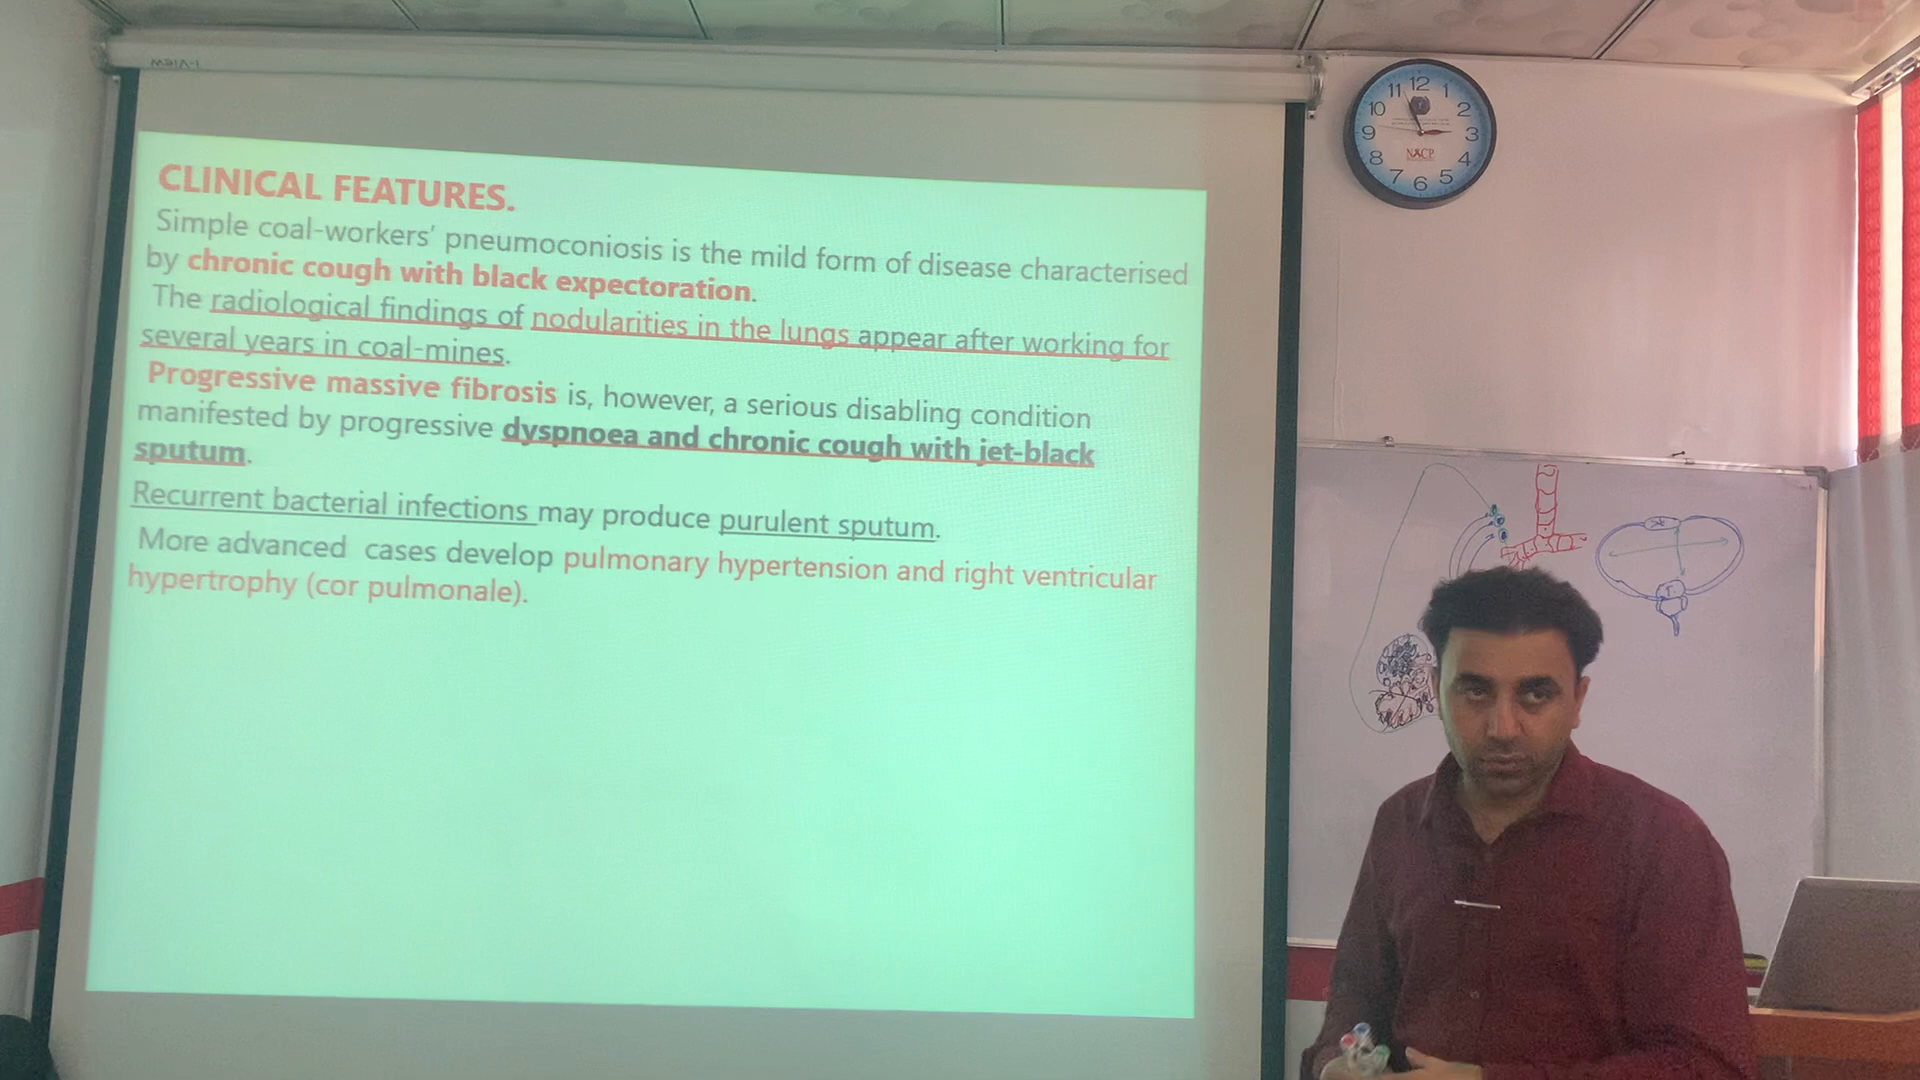 CLINICAL FEATURES.
Simple coal-workers' pneumoconiosis is the mild form of disease characterised
by chronic cough with black expectoration.
The radiological findings of nodularities in the lungs appear after working for
several years in coal-mines.
Progressive massive fibrosis is, however, a serious disabling condition
manifested by progressive dyspnoea and chronic cough with jet-black
sputum.
Recurrent bacterial infections may produce purulent sputum.
More advanced cases develop pulmonary hypertension and right ventricular
hypertrophy (cor pulmonale).
12
1
2
3
4
5
6
7
8
9
10
11